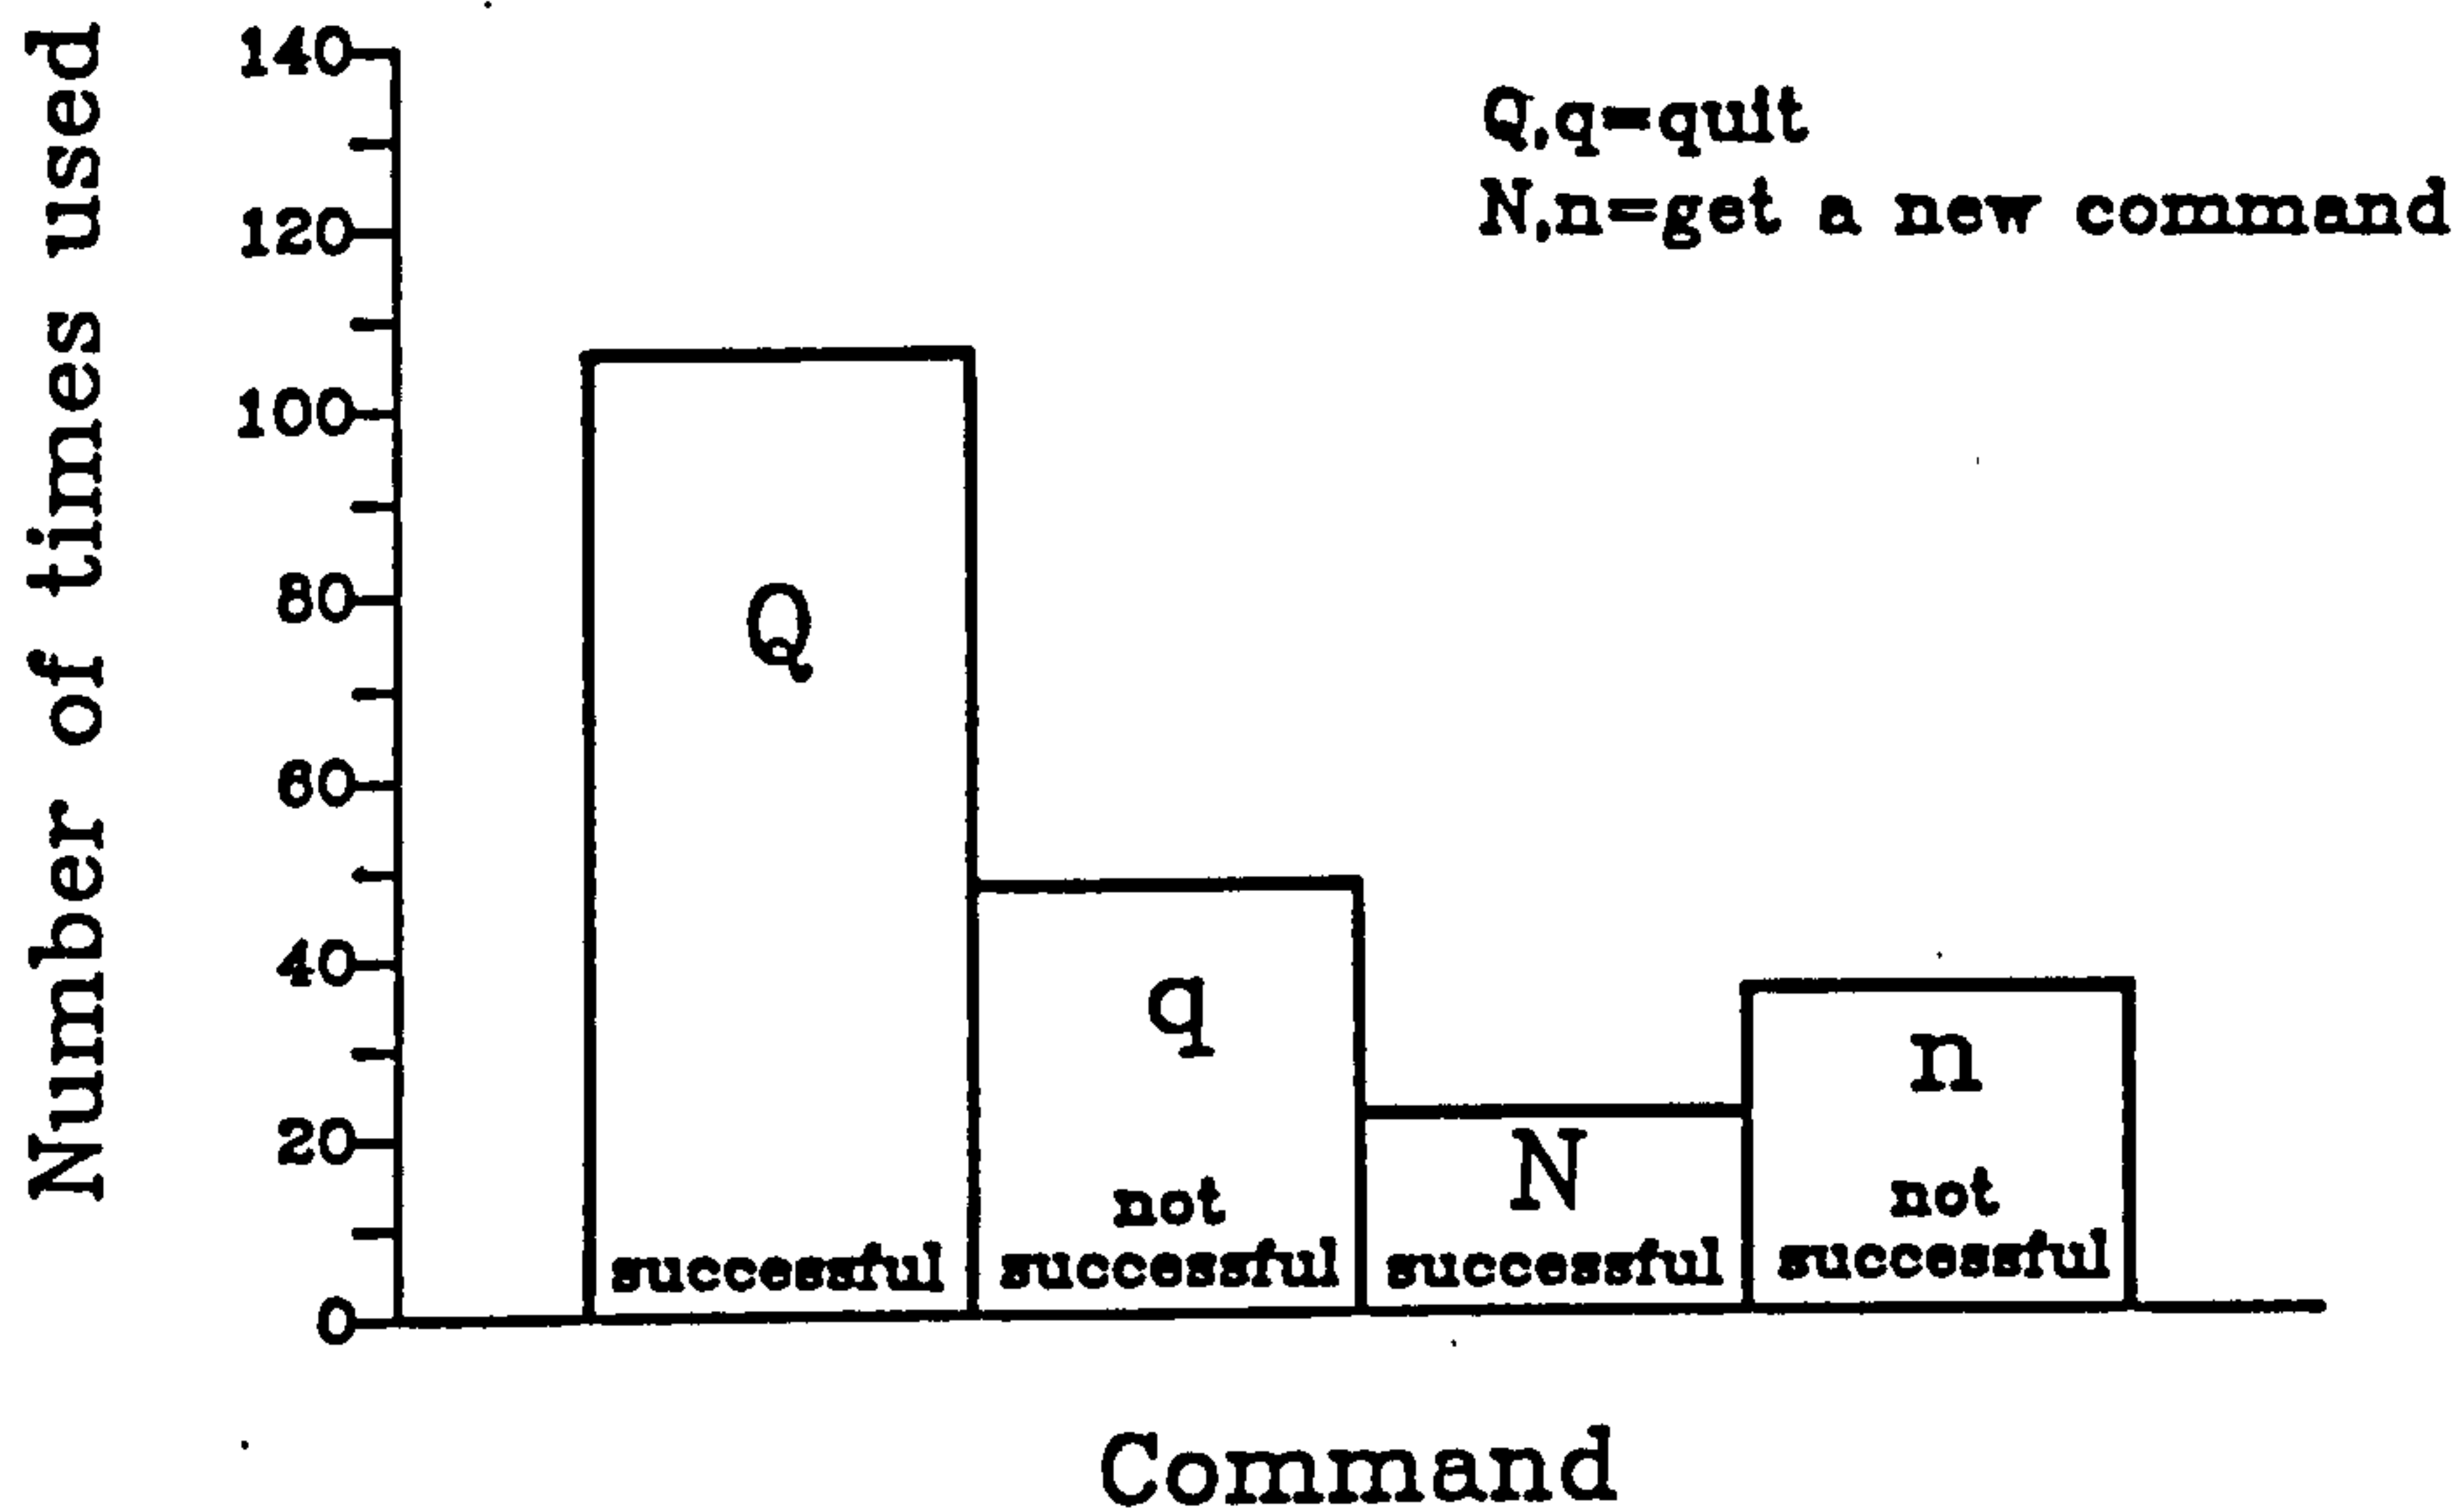 Number of times used
140
120
100
80
60
40
20
0
Q,q=quit
N,n=get a new command
Q
successful
q
not
successful
N
successful
n
not
successful
Command